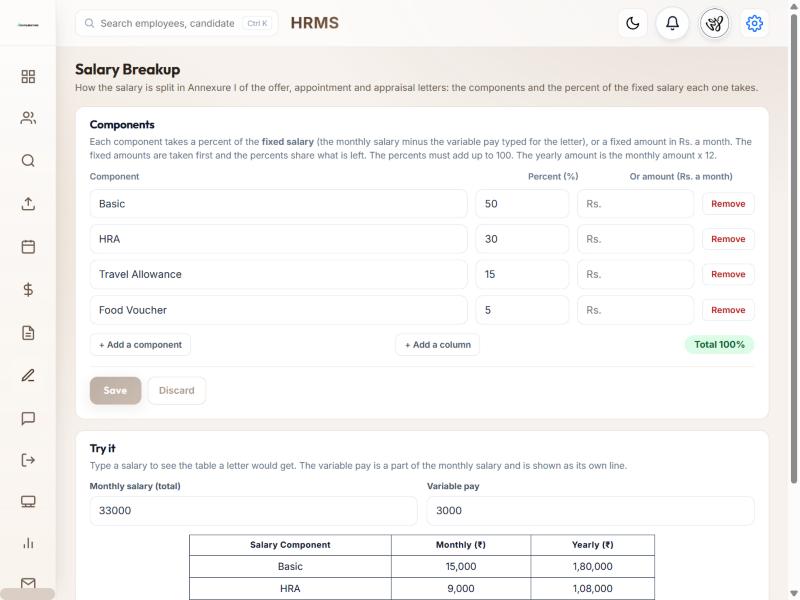 Search employees, candidate
Ctrl K
HRMS
Salary Breakup
How the salary is split in Annexure I of the offer, appointment and appraisal letters: the components and the percent of the fixed salary each one takes.
Components
Each component takes a percent of the fixed salary (the monthly salary minus the variable pay typed for the letter), or a fixed amount in Rs. a month. The
fixed amounts are taken first and the percents share what is left. The percents must add up to 100. The yearly amount is the monthly amount x 12.
Component Percent (%) Or amount (Rs. a month)
Basic 50 Rs. Remove
HRA 30 Rs. Remove
Travel Allowance 15 Rs. Remove
Food Voucher 5 Rs. Remove
+ Add a component + Add a column Total 100%
Save Discard
Try it
Type a salary to see the table a letter would get. The variable pay is a part of the monthly salary and is shown as its own line.
Monthly salary (total) Variable pay
33000 3000
Salary Component Monthly (₹) Yearly (₹)
Basic 15,000 1,80,000
HRA 9,000 1,08,000